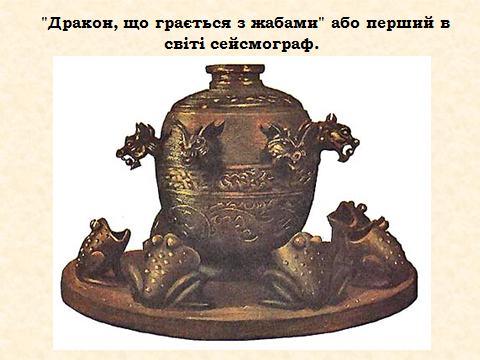 "Дракон, що грається з жабами" або перший в
світі сейсмограф.